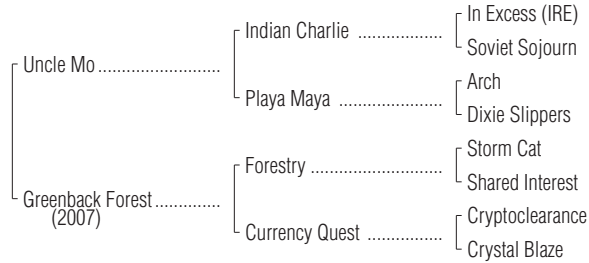 In Excess (IRE)
Indian Charlie ..................
Soviet Sojourn
Uncle Mo ..........................
Arch
Playa Maya ......................
Dixie Slippers
Storm Cat
Forestry ...........................
Shared Interest
Greenback Forest ..............
(2007)
Cryptoclearance
Currency Quest ................
Crystal Blaze